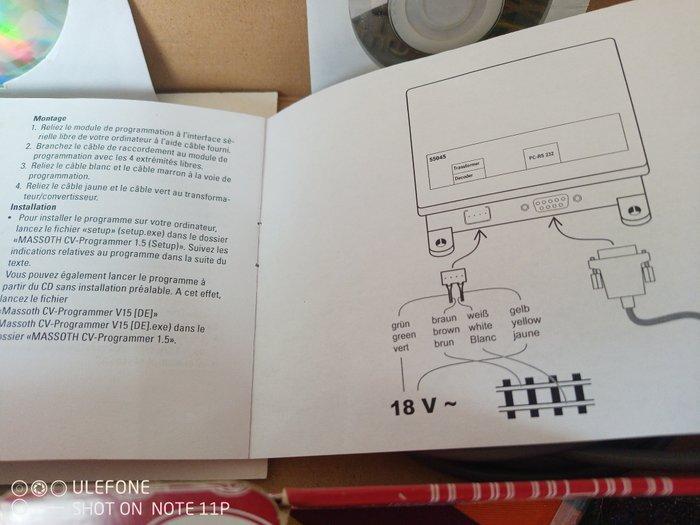 Montage
1. Reliez le module de programmation à l'interface sé-
rielle libre de votre ordinateur à l'aide câble fourni.
2. Branchez le câble de raccordement au module de
programmation avec les 4 extrémités libres.
3. Reliez le câble blanc et le câble marron à la voie de
programmation.
4. Reliez le câble jaune et le câble vert au transforma-
teur/convertisseur.
Installation
• Pour installer le programme sur votre ordinateur,
lancez le fichier «setup» (setup.exe) dans le dossier
«MASSOTH CV-Programmer 1.5 (Setup)». Suivez les
indications relatives au programme dans la suite du
texte.
Vous pouvez également lancer le programme à
partir du CD sans installation préalable. A cet effet,
lancez le fichier
«Massoth CV-Programmer V15 [DE]»
Massoth CV-Programmer V15 [DE].exe) dans le
ossier «MASSOTH CV-Programmer 1.5».
55045
Transformer
Decoder
PC-RS 232
grün
green
vert
braun
brown
brun
weiß
white
Blanc
gelb
yellow
jaune
18 V ~
ULEFONE
SHOT ON NOTE 11P